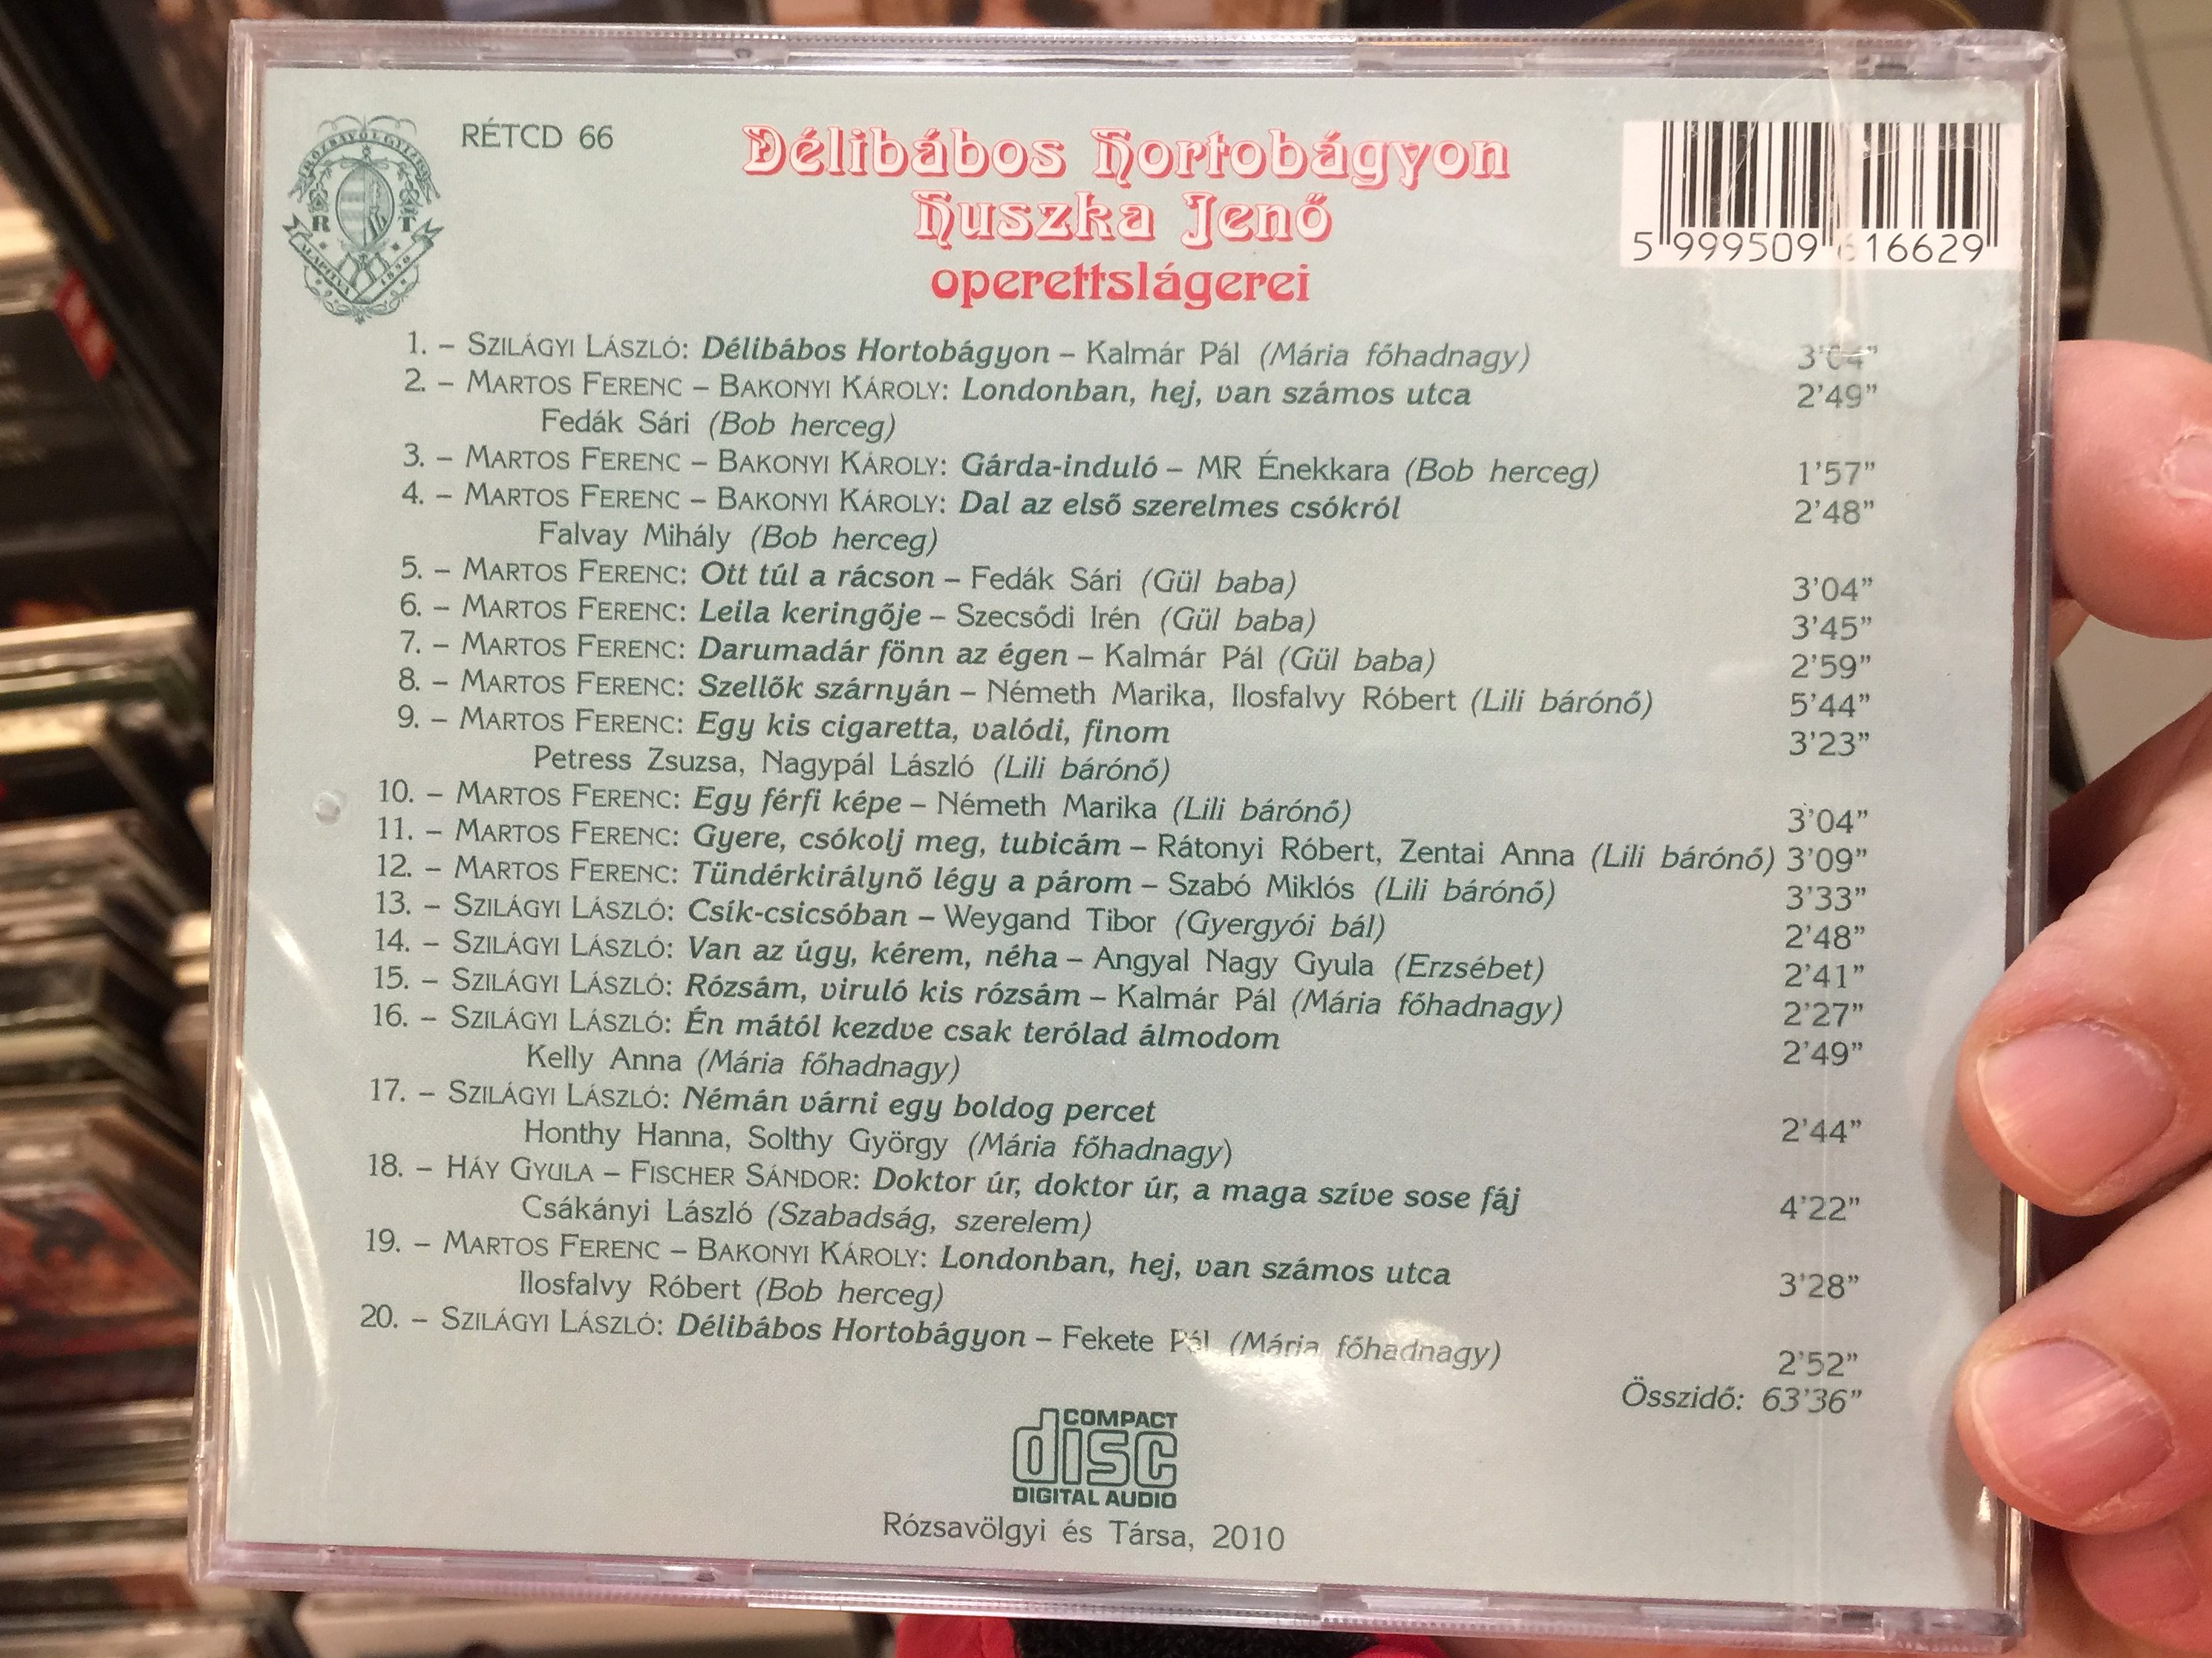 RÓZSAVÖLGYI
R T
ALAPÍTVA 1850
RÉTCD 66
Délibábos Hortobágyon
Huszka Jenő
operettslágerei
5 999509 616629
1. – SZILÁGYI LÁSZLÓ: Délibábos Hortobágyon – Kalmár Pál (Mária főhadnagy) 3’04”
2. – MARTOS FERENC – BAKONYI KÁROLY: Londonban, hej, van számos utca 2’49”
Fedák Sári (Bob herceg)
3. – MARTOS FERENC – BAKONYI KÁROLY: Gárda-induló – MR Énekkara (Bob herceg) 1’57”
4. – MARTOS FERENC – BAKONYI KÁROLY: Dal az első szerelmes csókról 2’48”
Falvay Mihály (Bob herceg)
5. – MARTOS FERENC: Ott túl a rácson – Fedák Sári (Gül baba) 3’04”
6. – MARTOS FERENC: Leila keringője – Szecsődi Irén (Gül baba) 3’45”
7. – MARTOS FERENC: Darumadár fönn az égen – Kalmár Pál (Gül baba) 2’59”
8. – MARTOS FERENC: Szellők szárnyán – Németh Marika, Ilosfalvy Róbert (Lili bárónő) 5’44”
9. – MARTOS FERENC: Egy kis cigaretta, valódi, finom 3’23”
Petress Zsuzsa, Nagypál László (Lili bárónő)
10. – MARTOS FERENC: Egy férfi képe – Németh Marika (Lili bárónő) 3’04”
11. – MARTOS FERENC: Gyere, csókolj meg, tubicám – Rátonyi Róbert, Zentai Anna (Lili bárónő) 3’09”
12. – MARTOS FERENC: Tündérkirálynő légy a párom – Szabó Miklós (Lili bárónő) 3’33”
13. – SZILÁGYI LÁSZLÓ: Csík-csicsóban – Weygand Tibor (Gyergyói bál) 2’48”
14. – SZILÁGYI LÁSZLÓ: Van az úgy, kérem, néha – Angyal Nagy Gyula (Erzsébet) 2’41”
15. – SZILÁGYI LÁSZLÓ: Rózsám, viruló kis rózsám – Kalmár Pál (Mária főhadnagy) 2’27”
16. – SZILÁGYI LÁSZLÓ: Én mától kezdve csak terólad álmodom 2’49”
Kelly Anna (Mária főhadnagy)
17. – SZILÁGYI LÁSZLÓ: Némán várni egy boldog percet
Honthy Hanna, Solthy György (Mária főhadnagy) 2’44”
18. – HÁY GYULA – FISCHER SÁNDOR: Doktor úr, doktor úr, a maga szíve sose fáj 4’22”
Csákányi László (Szabadság, szerelem)
19. – MARTOS FERENC – BAKONYI KÁROLY: Londonban, hej, van számos utca 3’28”
Ilosfalvy Róbert (Bob herceg)
20. – SZILÁGYI LÁSZLÓ: Délibábos Hortobágyon – Fekete Pál (Mária főhadnagy) 2’52”
Összidő: 63’36”
COMPACT
disc
DIGITAL AUDIO
Rózsavölgyi és Társa, 2010